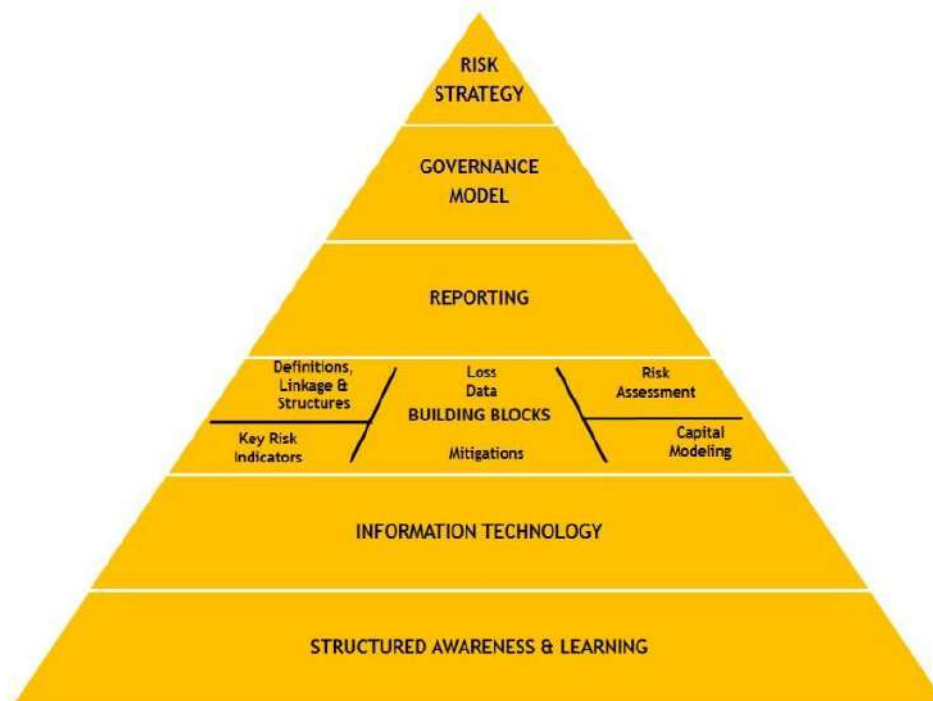 RISK
STRATEGY
GOVERNANCE
MODEL
REPORTING
Definitions,
Linkage &
Structures
Key Risk
Indicators
Loss
Data
BUILDING BLOCKS
Mitigations
Risk
Assessment
Capital
Modeling
INFORMATION TECHNOLOGY
STRUCTURED AWARENESS & LEARNING